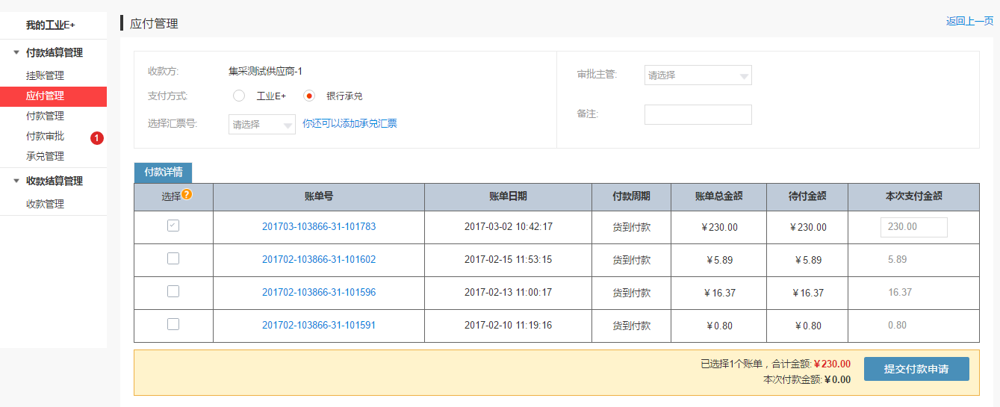 我的工业E+
付款结算管理
挂账管理
应付管理
付款管理
付款审批 1
承兑管理
收款结算管理
收款管理
应付管理 返回上一页
收款方: 集采测试供应商-1
支付方式: 工业E+ 银行承兑
选择汇票号: 请选择 你还可以添加承兑汇票
审批主管: 请选择
备注:
付款详情
选择? 账单号 账单日期 付款周期 账单总金额 待付金额 本次支付金额
201703-103866-31-101783 2017-03-02 10:42:17 货到付款 ¥230.00 ¥230.00 230.00
201702-103866-31-101602 2017-02-15 11:53:15 货到付款 ¥5.89 ¥5.89 5.89
201702-103866-31-101596 2017-02-13 11:00:17 货到付款 ¥16.37 ¥16.37 16.37
201702-103866-31-101591 2017-02-10 11:19:16 货到付款 ¥0.80 ¥0.80 0.80
已选择1个账单，合计金额: ¥230.00
本次付款金额: ¥0.00
提交付款申请